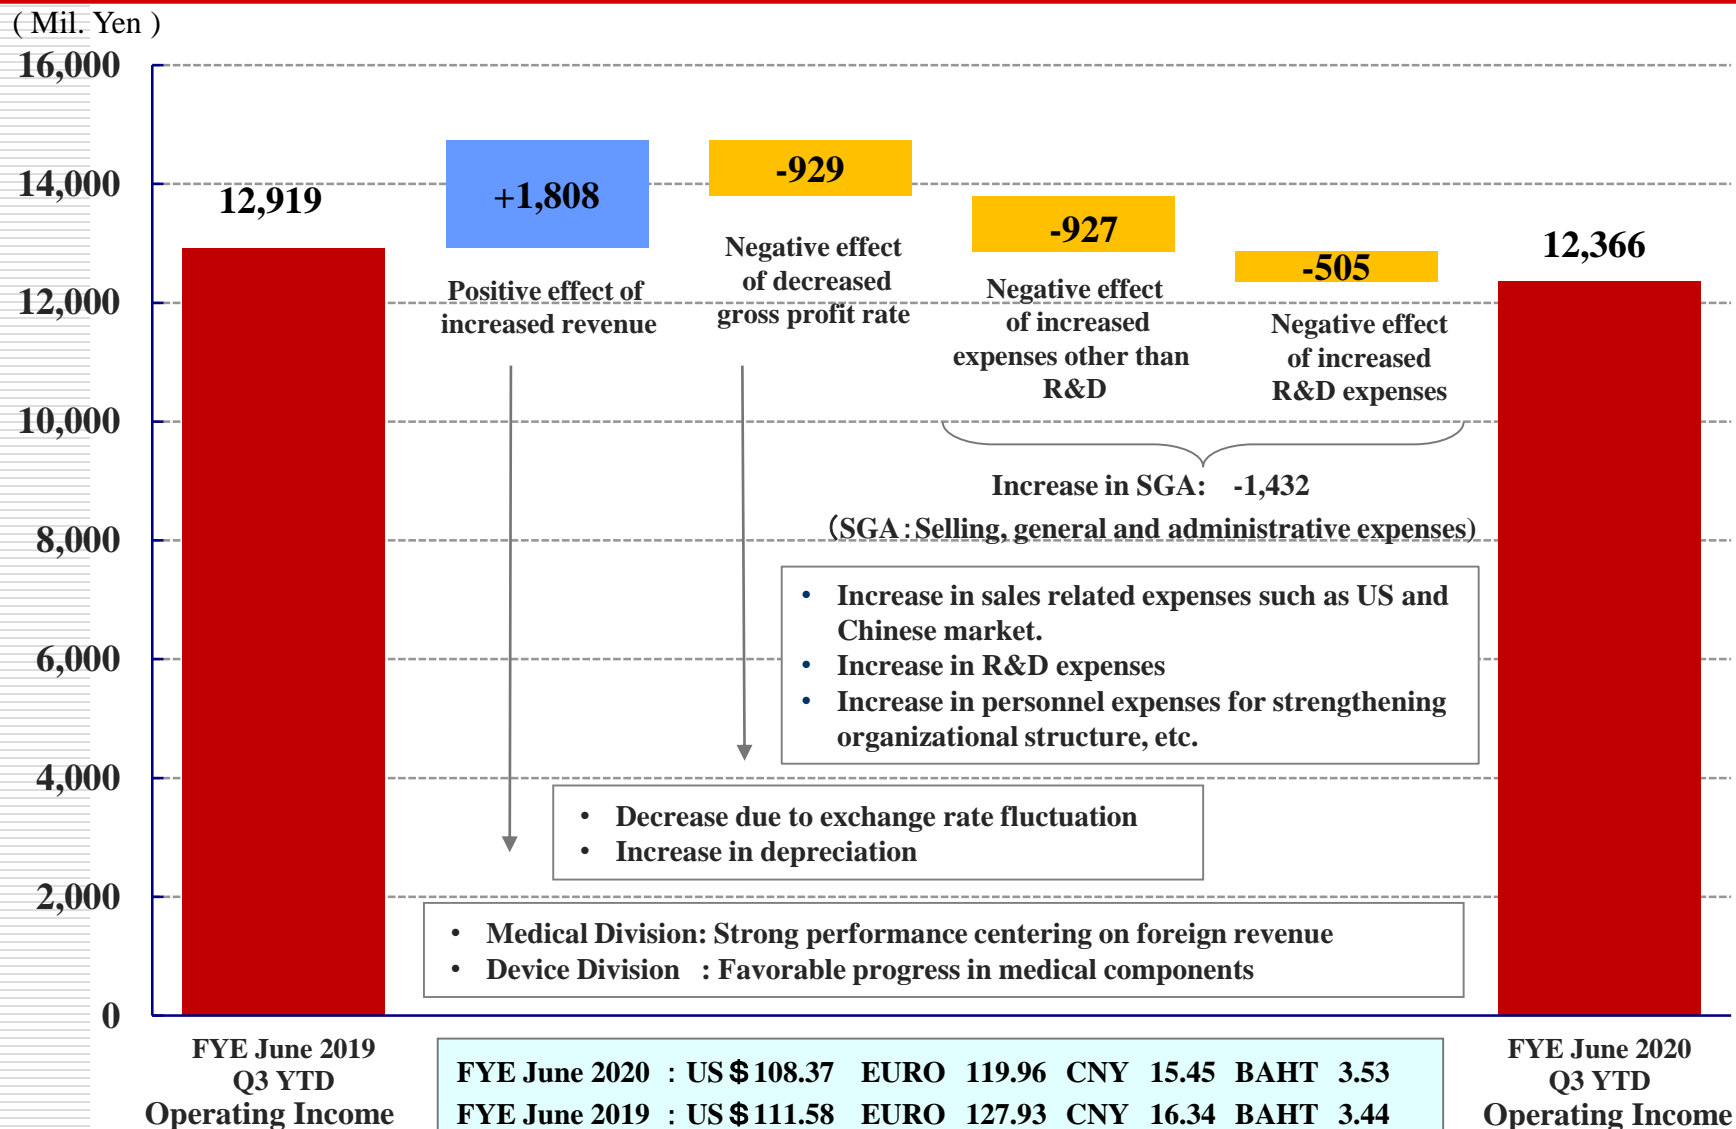 ( Mil. Yen )
16,000
14,000
12,000
10,000
8,000
6,000
4,000
2,000
0
12,919
+1,808
-929
-927
-505
12,366
Positive effect of
increased revenue
Negative effect
of decreased
gross profit rate
Negative effect
of increased
expenses other than
R&D
Negative effect
of increased
R&D expenses
Increase in SGA: -1,432
（SGA：Selling, general and administrative expenses)
• Increase in sales related expenses such as US and
Chinese market.
• Increase in R&D expenses
• Increase in personnel expenses for strengthening
organizational structure, etc.
• Decrease due to exchange rate fluctuation
• Increase in depreciation
• Medical Division: Strong performance centering on foreign revenue
• Device Division : Favorable progress in medical components
FYE June 2019
Q3 YTD
Operating Income
FYE June 2020 : US＄108.37 EURO 119.96 CNY 15.45 BAHT 3.53
FYE June 2019 : US＄111.58 EURO 127.93 CNY 16.34 BAHT 3.44
FYE June 2020
Q3 YTD
Operating Income